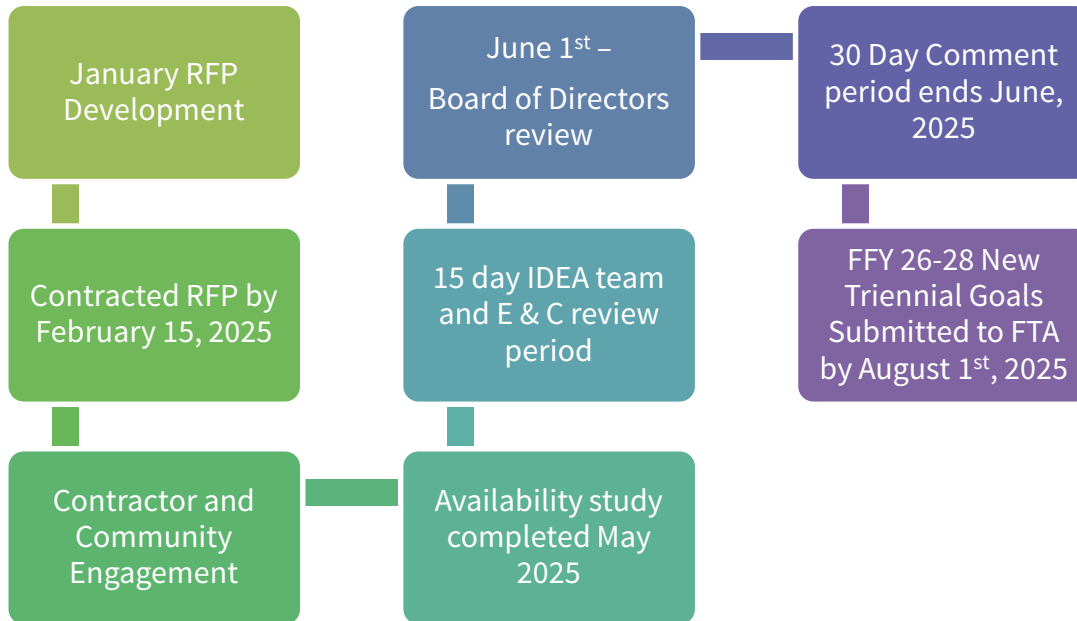 January RFP
Development
Contracted RFP by
February 15, 2025
Contractor and
Community
Engagement
Availability study
completed May
2025
15 day IDEA team
and E & C review
period
June 1st –
Board of Directors
review
30 Day Comment
period ends June,
2025
FFY 26-28 New
Triennial Goals
Submitted to FTA
by August 1st, 2025